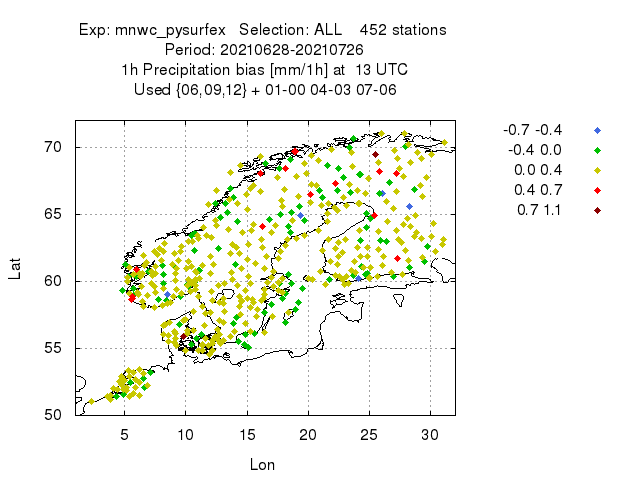 Exp: mnwc_pysurfex   Selection: ALL    452 stations
Period: 20210628-20210726
1h Precipitation bias [mm/1h] at  13 UTC
Used {06,09,12} + 01-00 04-03 07-06
-0.7 -0.4
-0.4  0.0
0.0  0.4
0.4  0.7
0.7  1.1
70
65
60
55
50
Lat
5 10 15 20 25 30
Lon